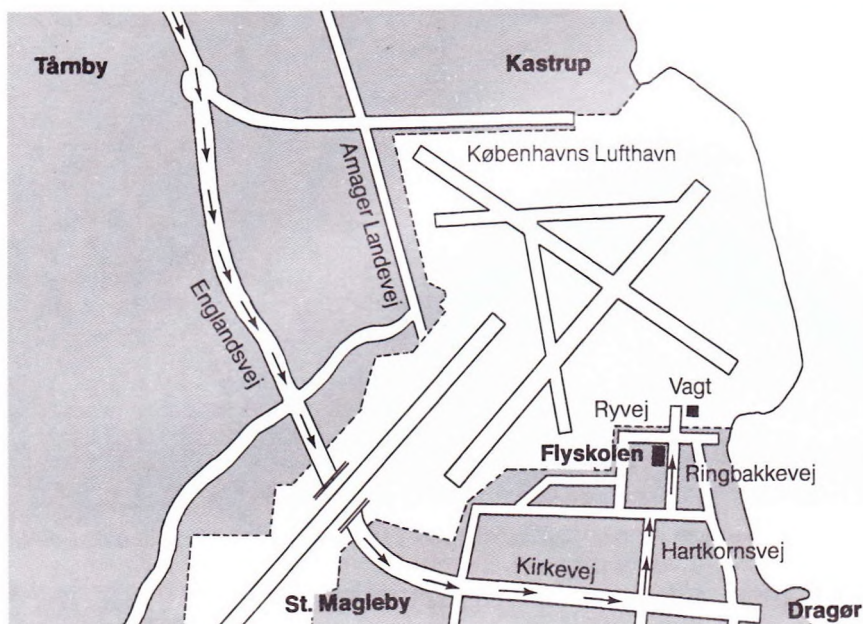 Tårnby
Kastrup
Københavns Lufthavn
Amager Landevej
Englandsvej
Vagt
Ryvej
Flyskolen
Ringbakkevej
Hartkornsvej
Kirkevej
St. Magleby
Dragør